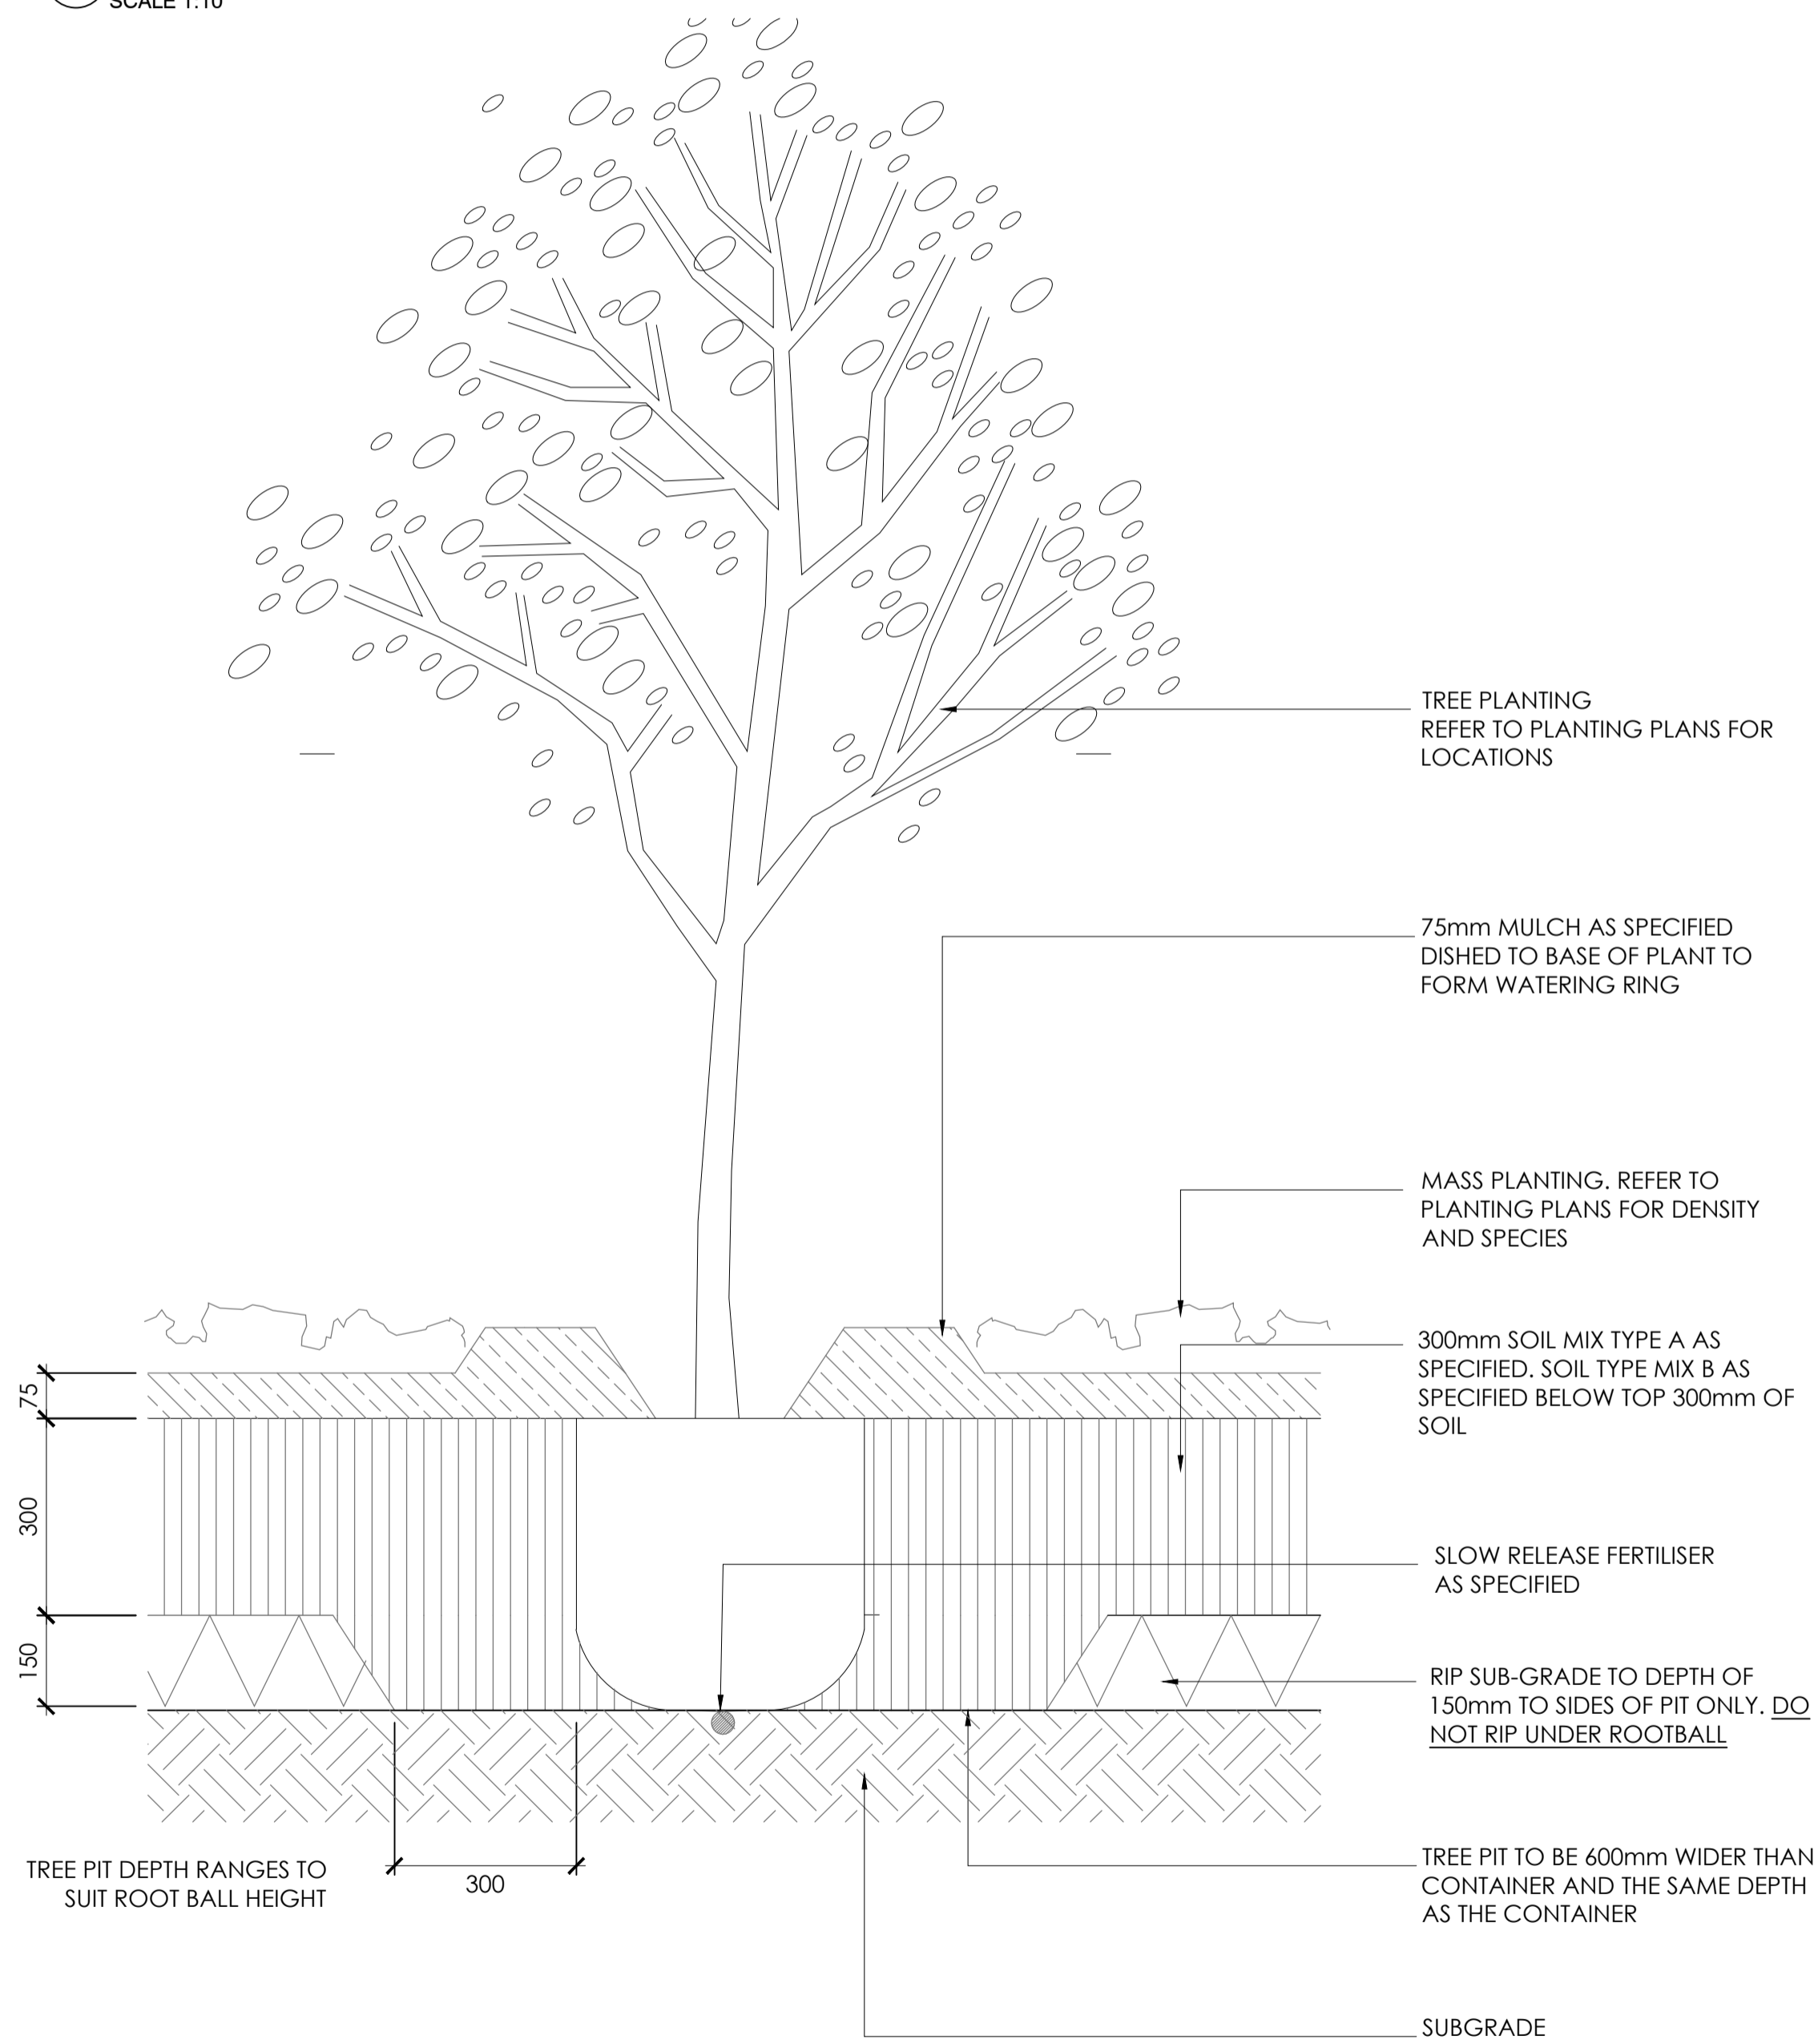 SCALE 1:10
TREE PLANTING
REFER TO PLANTING PLANS FOR
LOCATIONS
75mm MULCH AS SPECIFIED
DISHED TO BASE OF PLANT TO
FORM WATERING RING
MASS PLANTING. REFER TO
PLANTING PLANS FOR DENSITY
AND SPECIES
300mm SOIL MIX TYPE A AS
SPECIFIED. SOIL TYPE MIX B AS
SPECIFIED BELOW TOP 300mm OF
SOIL
75
300
150
SLOW RELEASE FERTILISER
AS SPECIFIED
RIP SUB-GRADE TO DEPTH OF
150mm TO SIDES OF PIT ONLY. DO
NOT RIP UNDER ROOTBALL
TREE PIT DEPTH RANGES TO
SUIT ROOT BALL HEIGHT
300
TREE PIT TO BE 600mm WIDER THAN
CONTAINER AND THE SAME DEPTH
AS THE CONTAINER
SUBGRADE